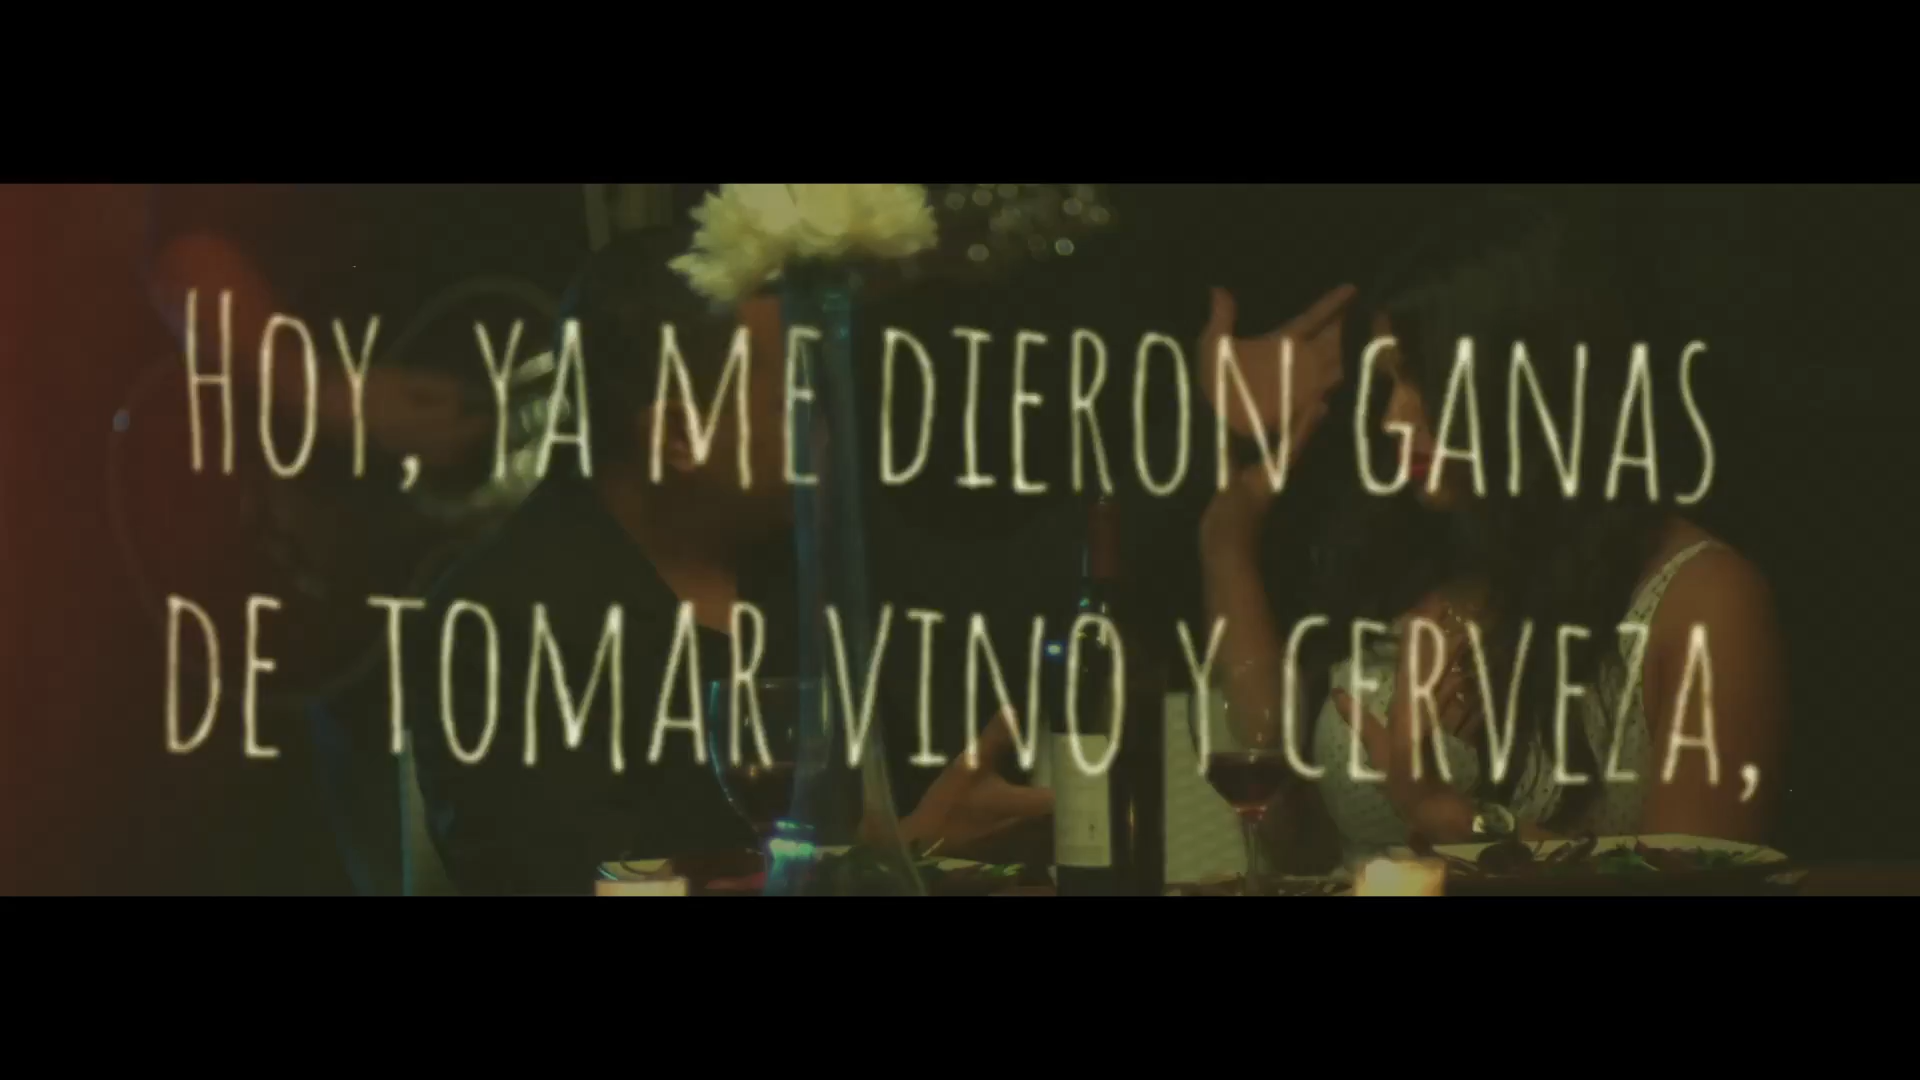 Hoy, ya me dieron ganas
de tomar vino y cerveza,